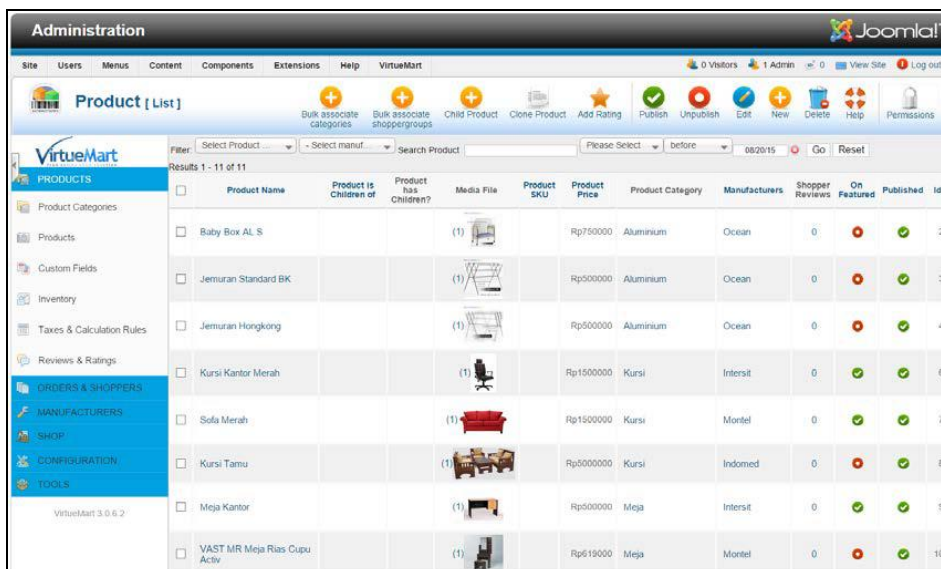 Administration
Joomla!
Site Users Menus Content Components Extensions Help VirtueMart 0 Visitors 1 Admin 0 View Site Log out
Product [ List ]
Bulk associate categories Bulk associate shoppergroups Child Product Clone Product Add Rating Publish Unpublish Edit New Delete Help Permissions
VirtueMart
Filter: Select Product ... - Select manuf... Search Product Please Select before 08/20/15 Go Reset
Results 1 - 11 of 11
PRODUCTS
Product Categories
Products
Custom Fields
Inventory
Taxes & Calculation Rules
Reviews & Ratings
ORDERS & SHOPPERS
MANUFACTURERS
SHOP
CONFIGURATION
TOOLS
VirtueMart 3.0.6.2
Product Name Product is Children of Product has Children? Media File Product SKU Product Price Product Category Manufacturers Shopper Reviews On Featured Published Id
Baby Box AL S (1) Rp750000 Aluminium Ocean 0
Jemuran Standard BK (1) Rp500000 Aluminium Ocean 0
Jemuran Hongkong (1) Rp500000 Aluminium Ocean 0
Kursi Kantor Merah (1) Rp1500000 Kursi Intersit 0
Sofa Merah (1) Rp1500000 Kursi Montel 0
Kursi Tamu (1) Rp5000000 Kursi Indomed 0
Meja Kantor (1) Rp500000 Meja Intersit 0
VAST MR Meja Rias Cupu Activ (1) Rp619000 Meja Montel 0